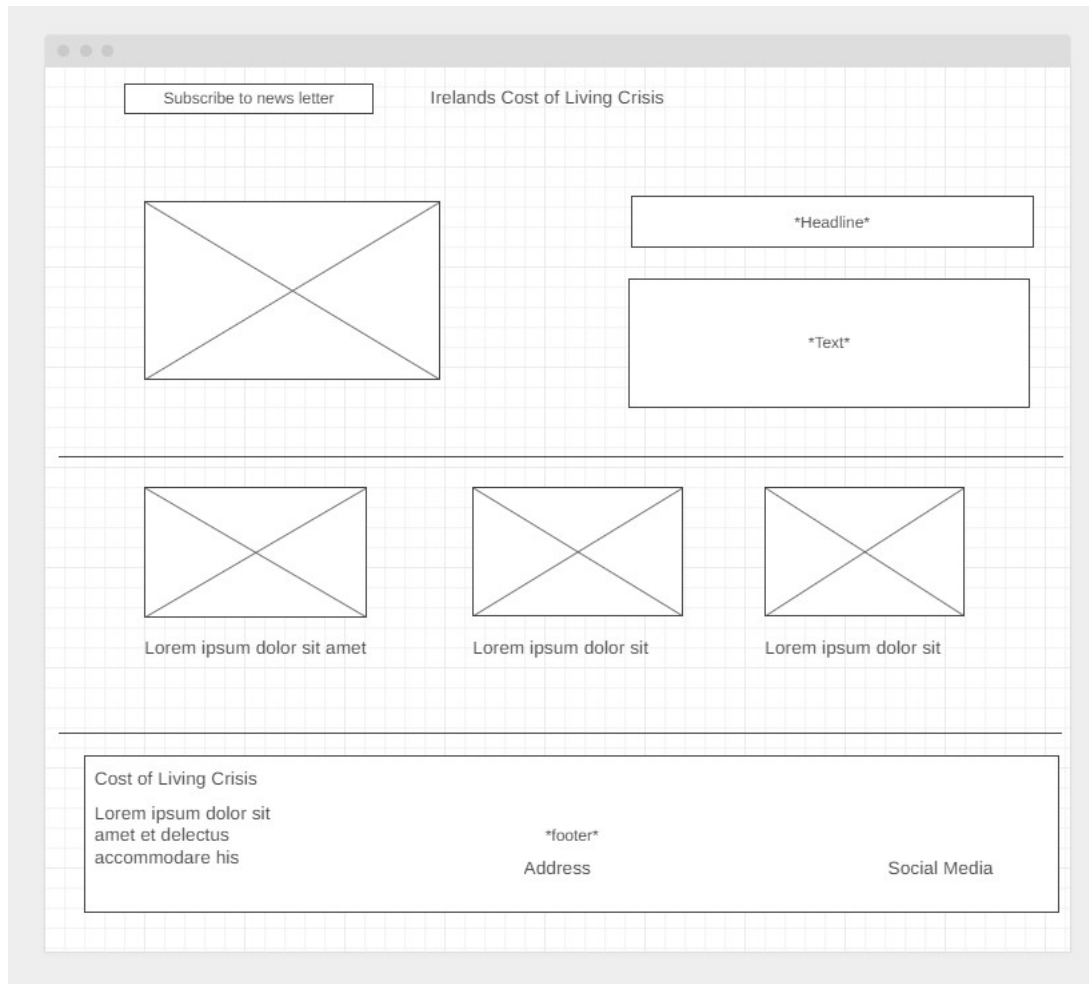 Subscribe to news letter
Irelands Cost of Living Crisis
*Headline*
*Text*
Lorem ipsum dolor sit amet
Lorem ipsum dolor sit
Lorem ipsum dolor sit
Cost of Living Crisis
Lorem ipsum dolor sit
amet et delectus
accommodare his
*footer*
Address
Social Media